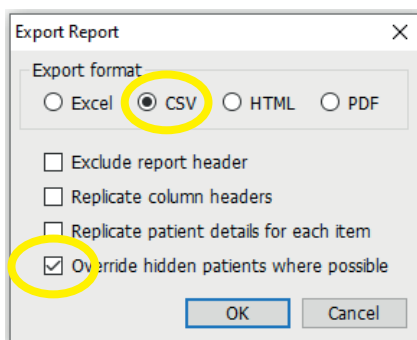 Export Report
Export format
Excel CSV HTML PDF
Exclude report header
Replicate column headers
Replicate patient details for each item
Override hidden patients where possible
OK Cancel